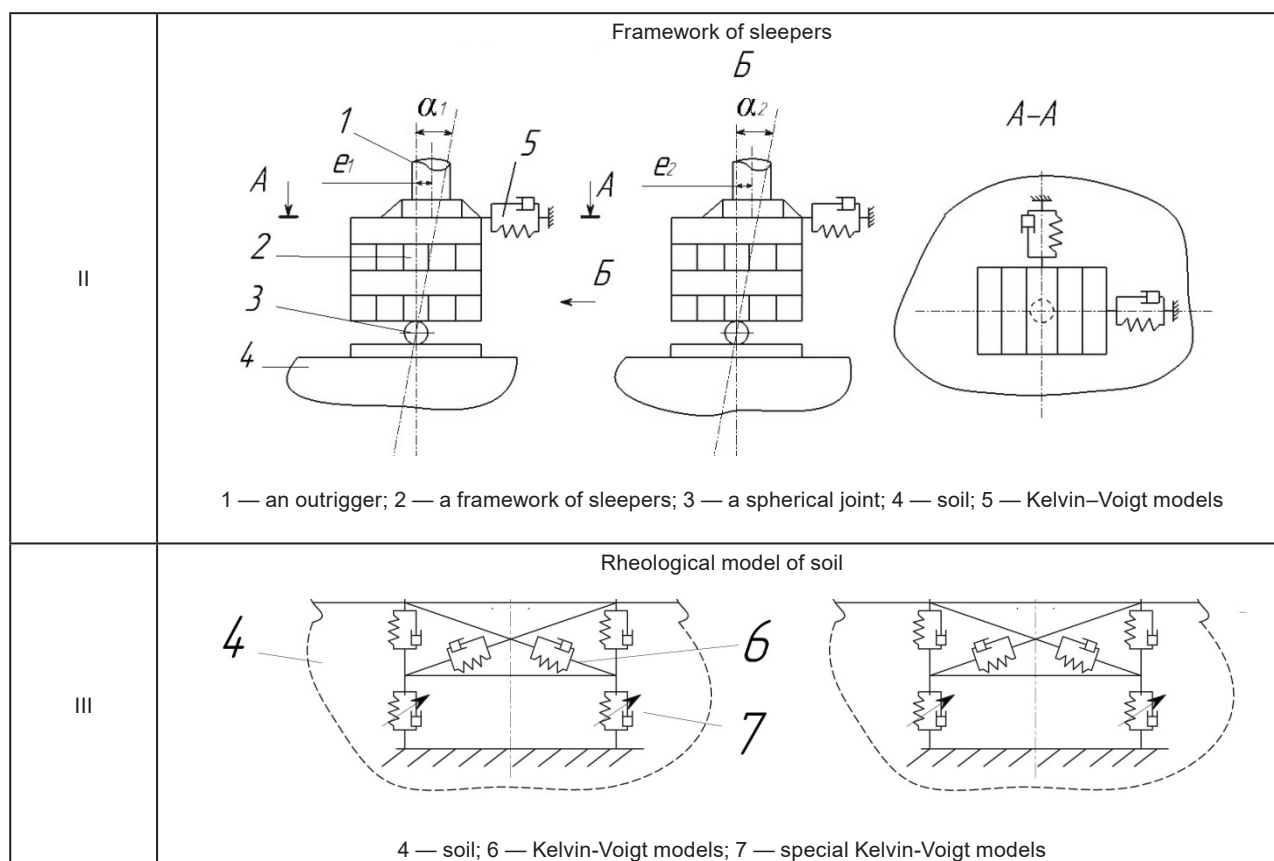 II
Framework of sleepers
Б
α1
α2
А–А
1
5
e1
e2
А
А
2
Б
3
4
1 — an outrigger; 2 — a framework of sleepers; 3 — a spherical joint; 4 — soil; 5 — Kelvin–Voigt models
III
Rheological model of soil
4
6
7
4 — soil; 6 — Kelvin-Voigt models; 7 — special Kelvin-Voigt models